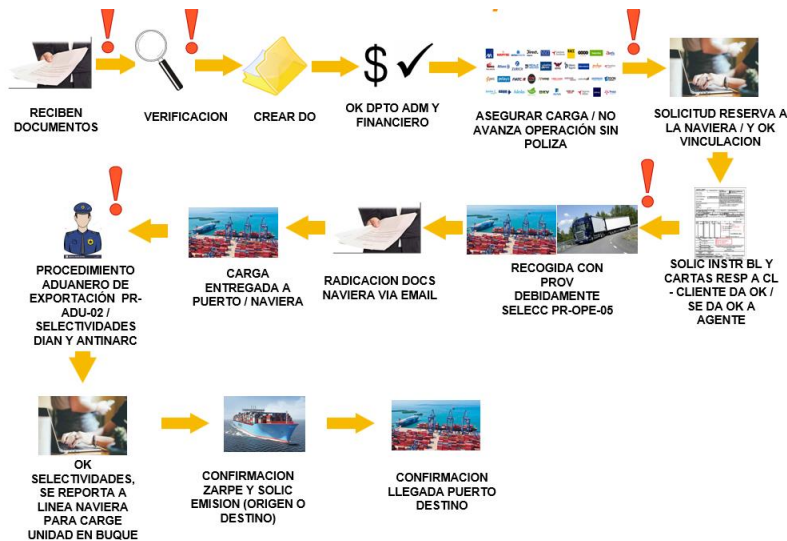 RECIBEN
DOCUMENTOS
VERIFICACION
CREAR DO
$
OK DPTO ADM Y
FINANCIERO
ASEGURAR CARGA / NO
AVANZA OPERACIÓN SIN
POLIZA
SOLICITUD RESERVA A
LA NAVIERA / Y OK
VINCULACION
SOLIC INSTR BL Y
CARTAS RESP A CL
- CLIENTE DA OK /
SE DA OK A
AGENTE
RECOGIDA CON
PROV
DEBIDAMENTE
SELECC PR-OPE-05
RADICACION DOCS
NAVIERA VIA EMAIL
CARGA
ENTREGADA A
PUERTO / NAVIERA
PROCEDIMIENTO
ADUANERO DE
EXPORTACIÓN PR-
ADU-02 /
SELECTIVIDADES
DIAN Y ANTINARC
OK
SELECTIVIDADES,
SE REPORTA A
LINEA NAVIERA
PARA CARGE
UNIDAD EN BUQUE
CONFIRMACION
ZARPE Y SOLIC
EMISION (ORIGEN O
DESTINO)
CONFIRMACION
LLEGADA PUERTO
DESTINO